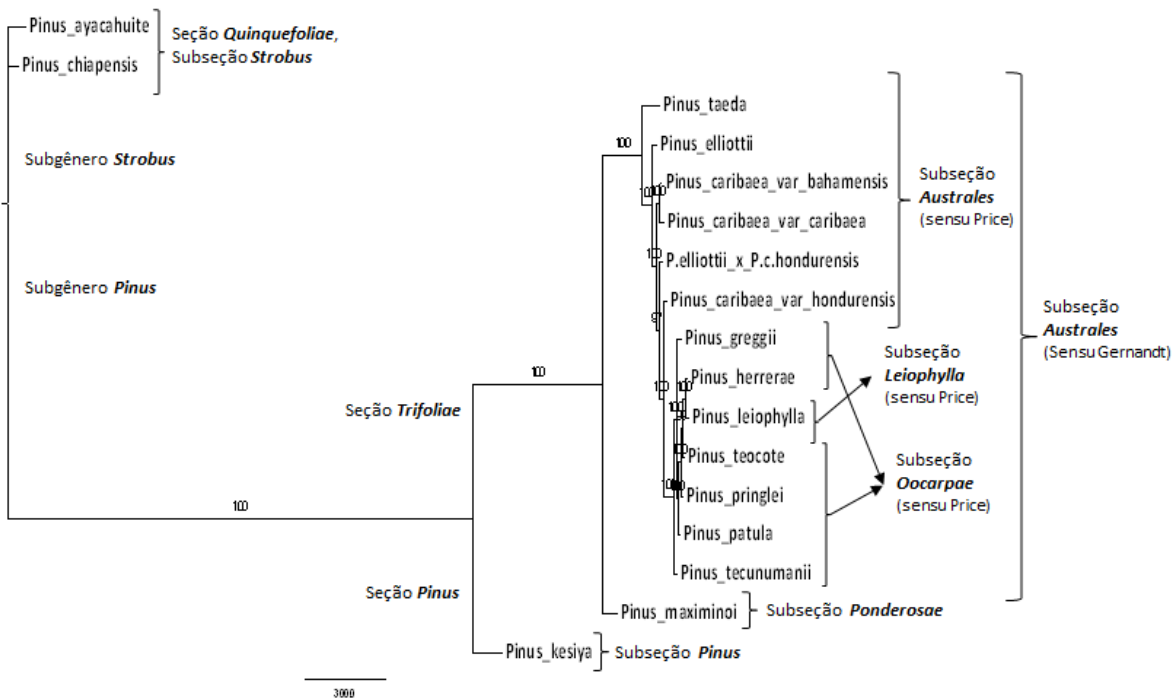 Pinus_ayacahuite
Pinus_chiapensis
Seção Quinquefoliae,
Subseção Strobus
Subgênero Strobus
Subgênero Pinus
100
Seção Trifoliae
100
Seção Pinus
100
Pinus_taeda
Pinus_elliottii
Pinus_caribaea_var_bahamensis
Pinus_caribaea_var_caribaea
P.elliottii_x_P.c.hondurensis
Pinus_caribaea_var_hondurensis
Pinus_greggii
Pinus_herrerae
Pinus_leiophylla
Pinus_teocote
Pinus_pringlei
Pinus_patula
Pinus_tecunumanii
Pinus_maximinoi
Pinus_kesiya
Subseção
Australes
(sensu Price)
Subseção
Leiophylla
(sensu Price)
Subseção
Oocarpae
(sensu Price)
Subseção
Australes
(Sensu Gernandt)
Subseção Ponderosae
Subseção Pinus
3000